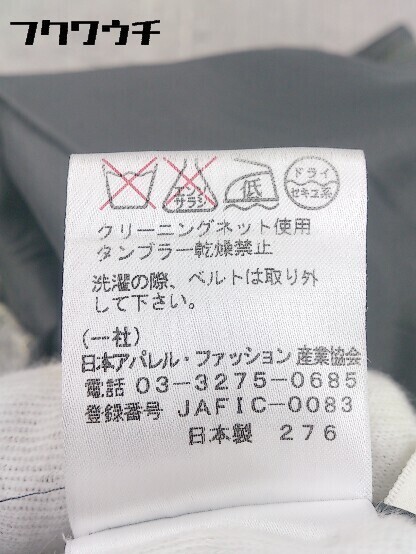 フクワウチ
エンソ
サラシ
低
ドライ
セキユ系
クリーニングネット使用
タンブラー乾燥禁止
洗濯の際、ベルトは取り外
して下さい。
(一社)
日本アパレル・ファッション産業協会
電話 03-3275-0685
登録番号 JAFIC-0083
日本製 276